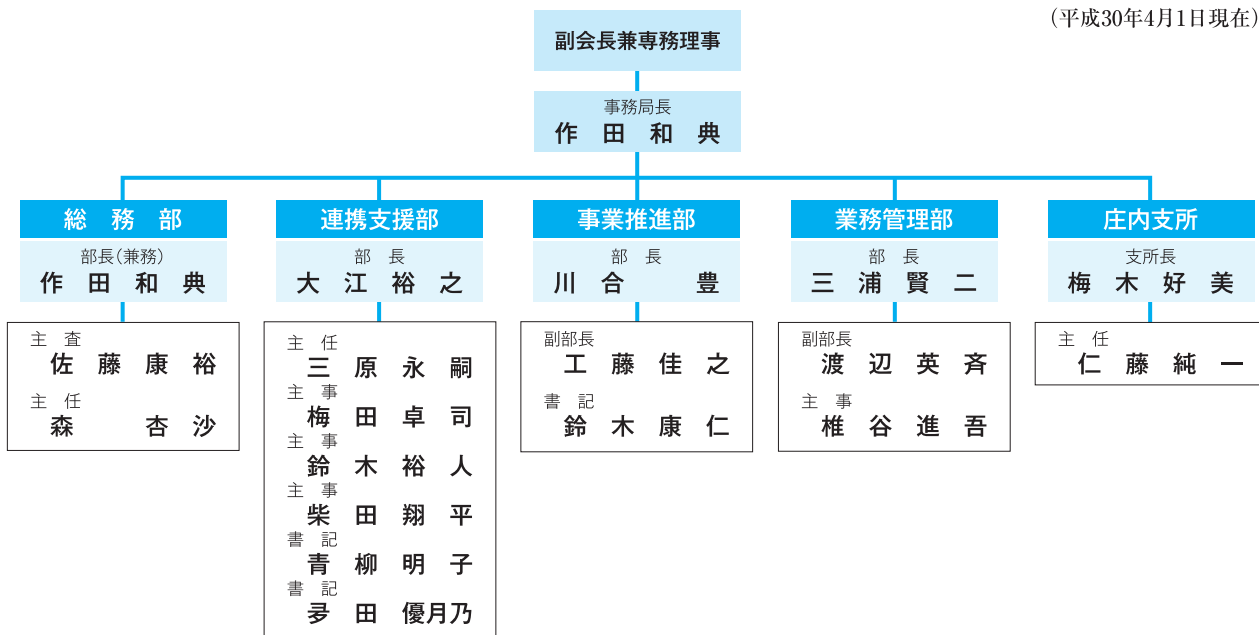 (平成30年4月1日現在)
副会長兼専務理事
事務局長
作田和典
総務部
部長(兼務)
作田和典
主査
佐藤康裕
主任
森 杏沙
連携支援部
部長
大江裕之
主任
三原永嗣
主事
梅田卓司
主事
鈴木裕人
主事
柴田翔平
書記
青柳明子
書記
田優月乃
事業推進部
部長
川合 豊
副部長
工藤佳之
書記
鈴木康仁
業務管理部
部長
三浦賢二
副部長
渡辺英斉
主事
椎谷進吾
庄内支所
支所長
梅木好美
主任
仁藤純一